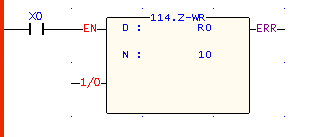 X0
114.Z-WR
EN
D : R0
ERR
N : 10
1/0